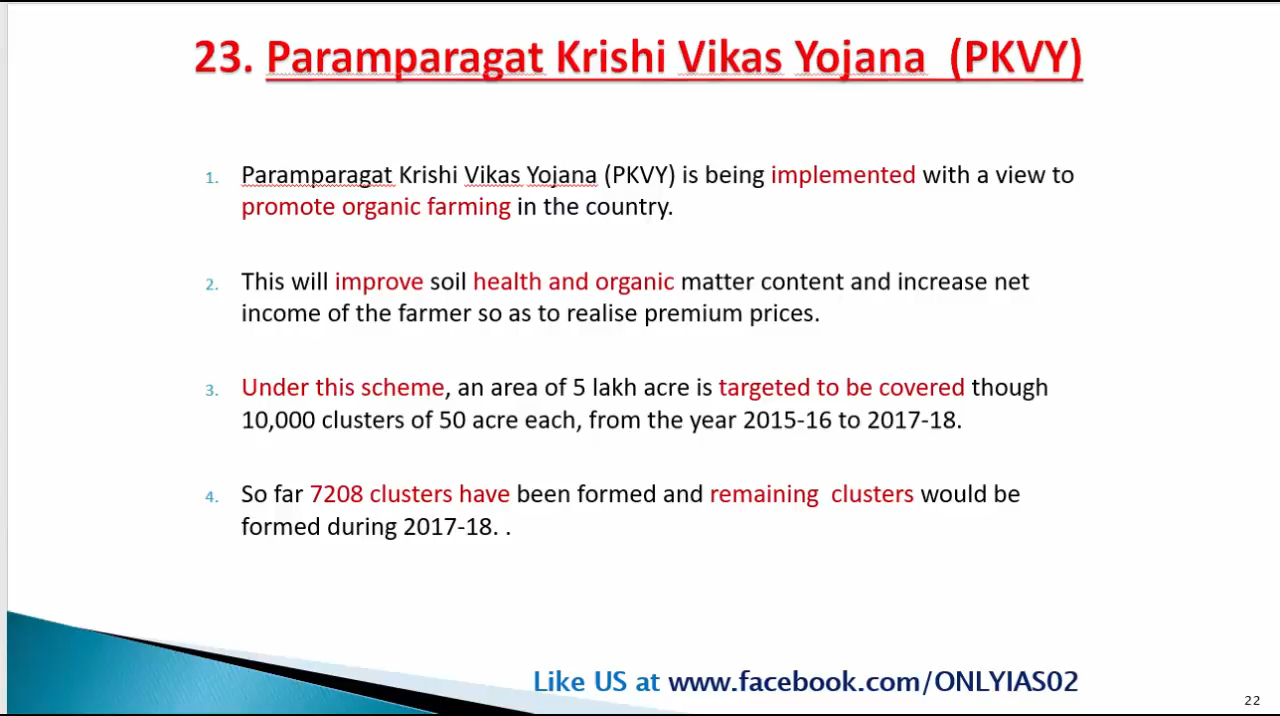 23. Paramparagat Krishi Vikas Yojana (PKVY)
1. Paramparagat Krishi Vikas Yojana (PKVY) is being implemented with a view to
promote organic farming in the country.
2. This will improve soil health and organic matter content and increase net
income of the farmer so as to realise premium prices.
3. Under this scheme, an area of 5 lakh acre is targeted to be covered though
10,000 clusters of 50 acre each, from the year 2015-16 to 2017-18.
4. So far 7208 clusters have been formed and remaining clusters would be
formed during 2017-18. .
Like US at www.facebook.com/ONLYIAS02
22